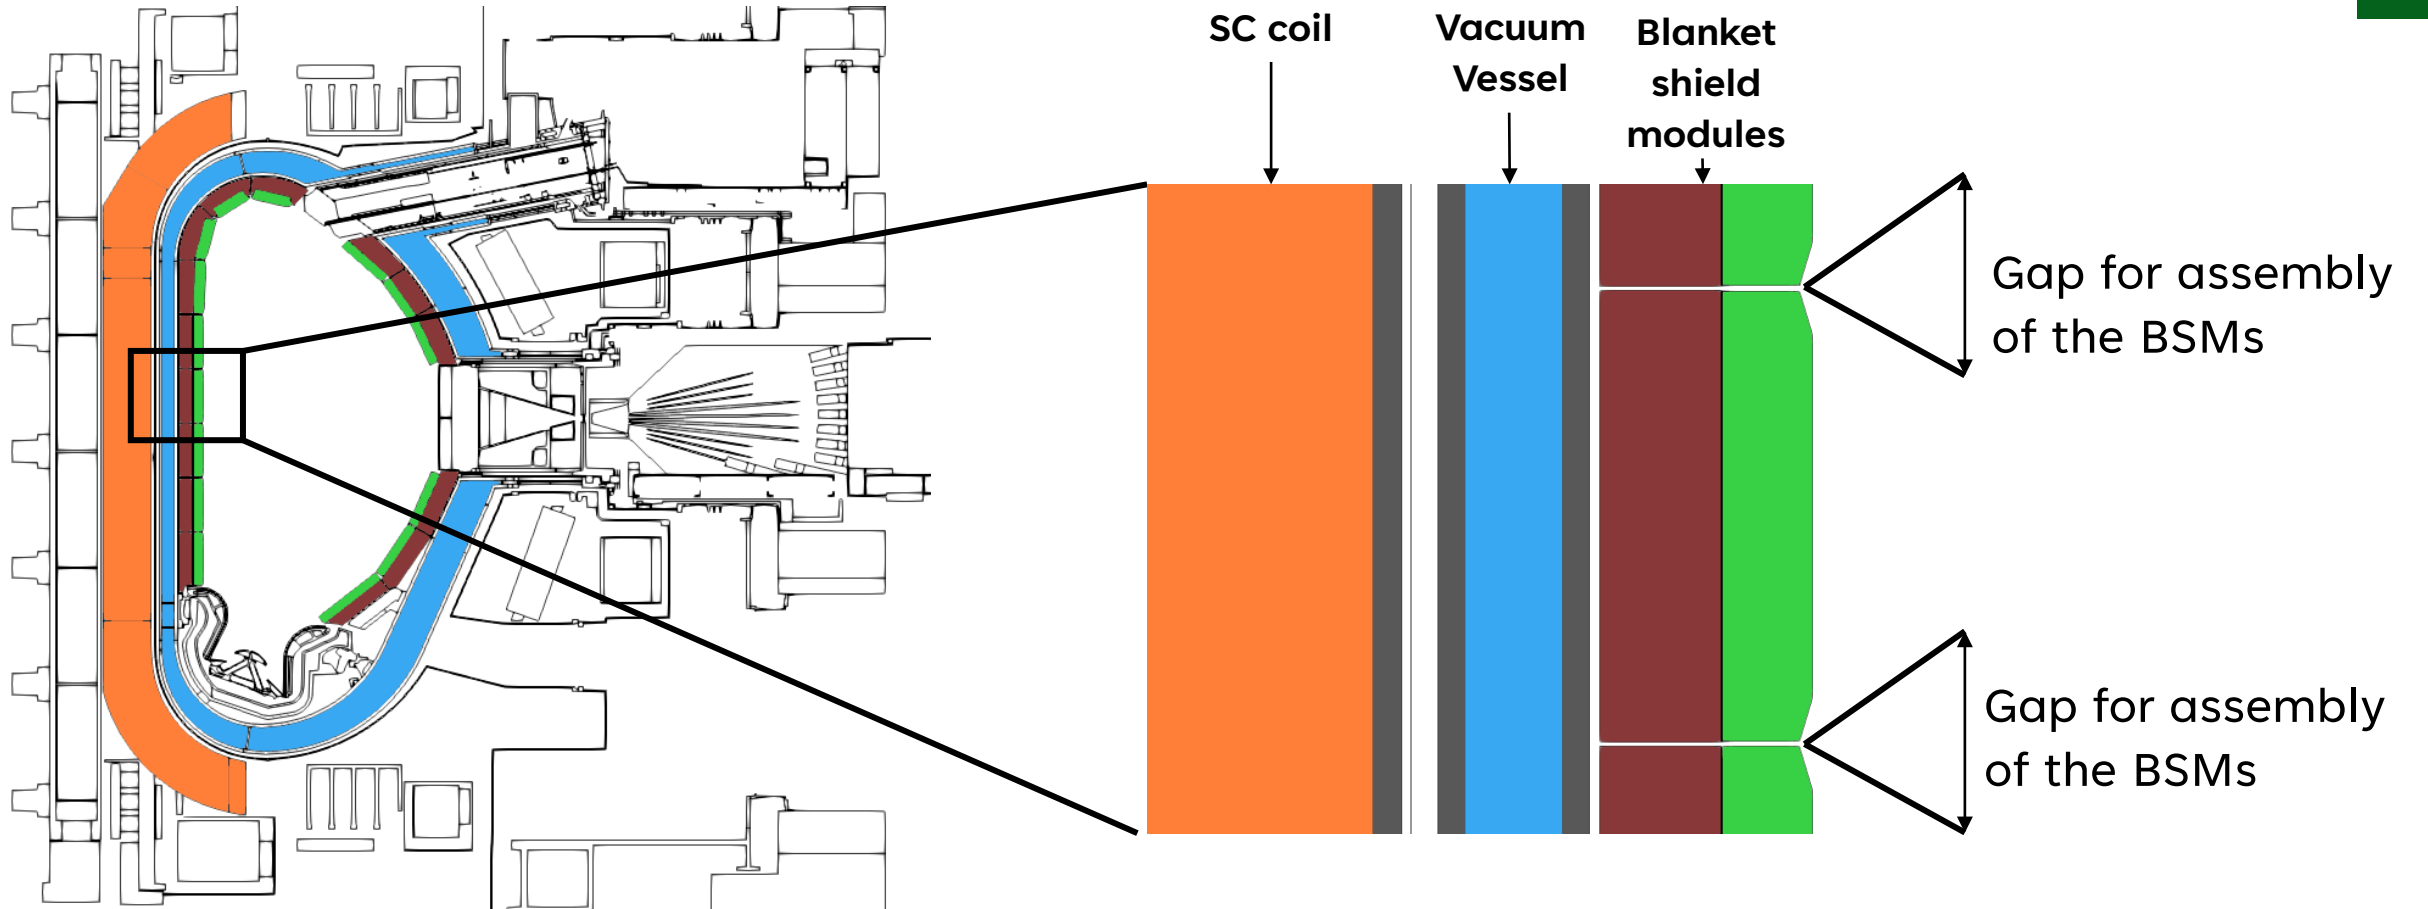 SC coil
Vacuum
Vessel
Blanket
shield
modules
Gap for assembly
of the BSMs
Gap for assembly
of the BSMs